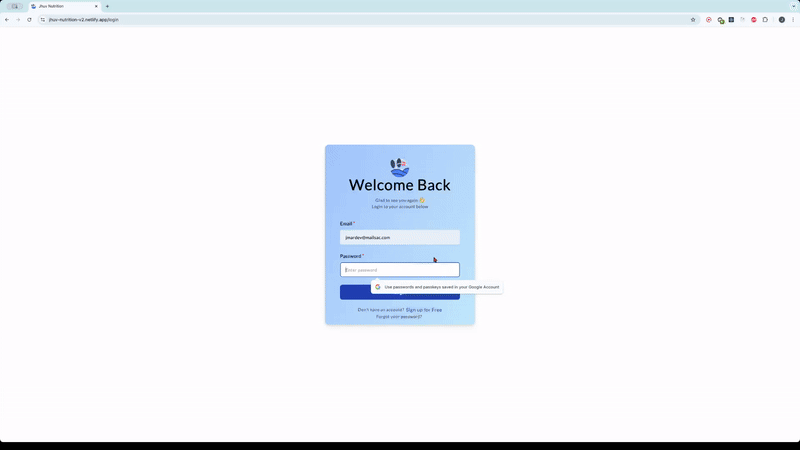 Jhuv Nutrition
jhuv-nutrition-v2.netlify.app/login
Welcome Back
Glad to see you again
Login to your account below
Email *
jmardev@mailsac.com
Password *
Enter password
Use passwords and passkeys saved in your Google Account
Don't have an account? Sign up for Free
Forgot your password?